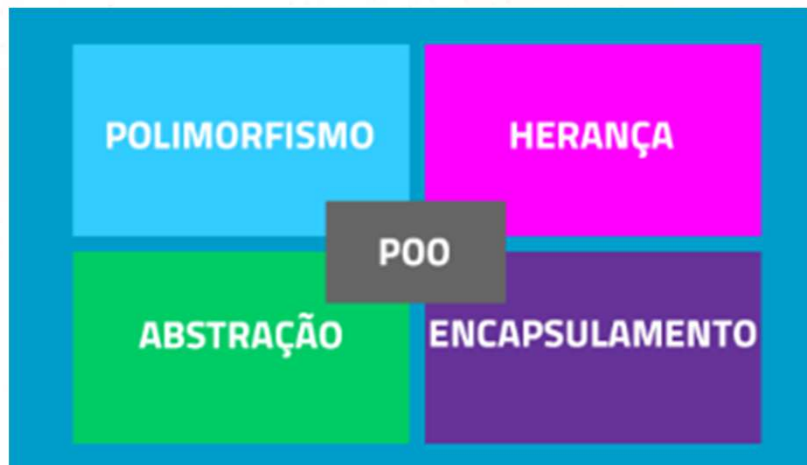 POLIMORFISMO
HERANÇA
POO
ABSTRAÇÃO
ENCAPSULAMENTO